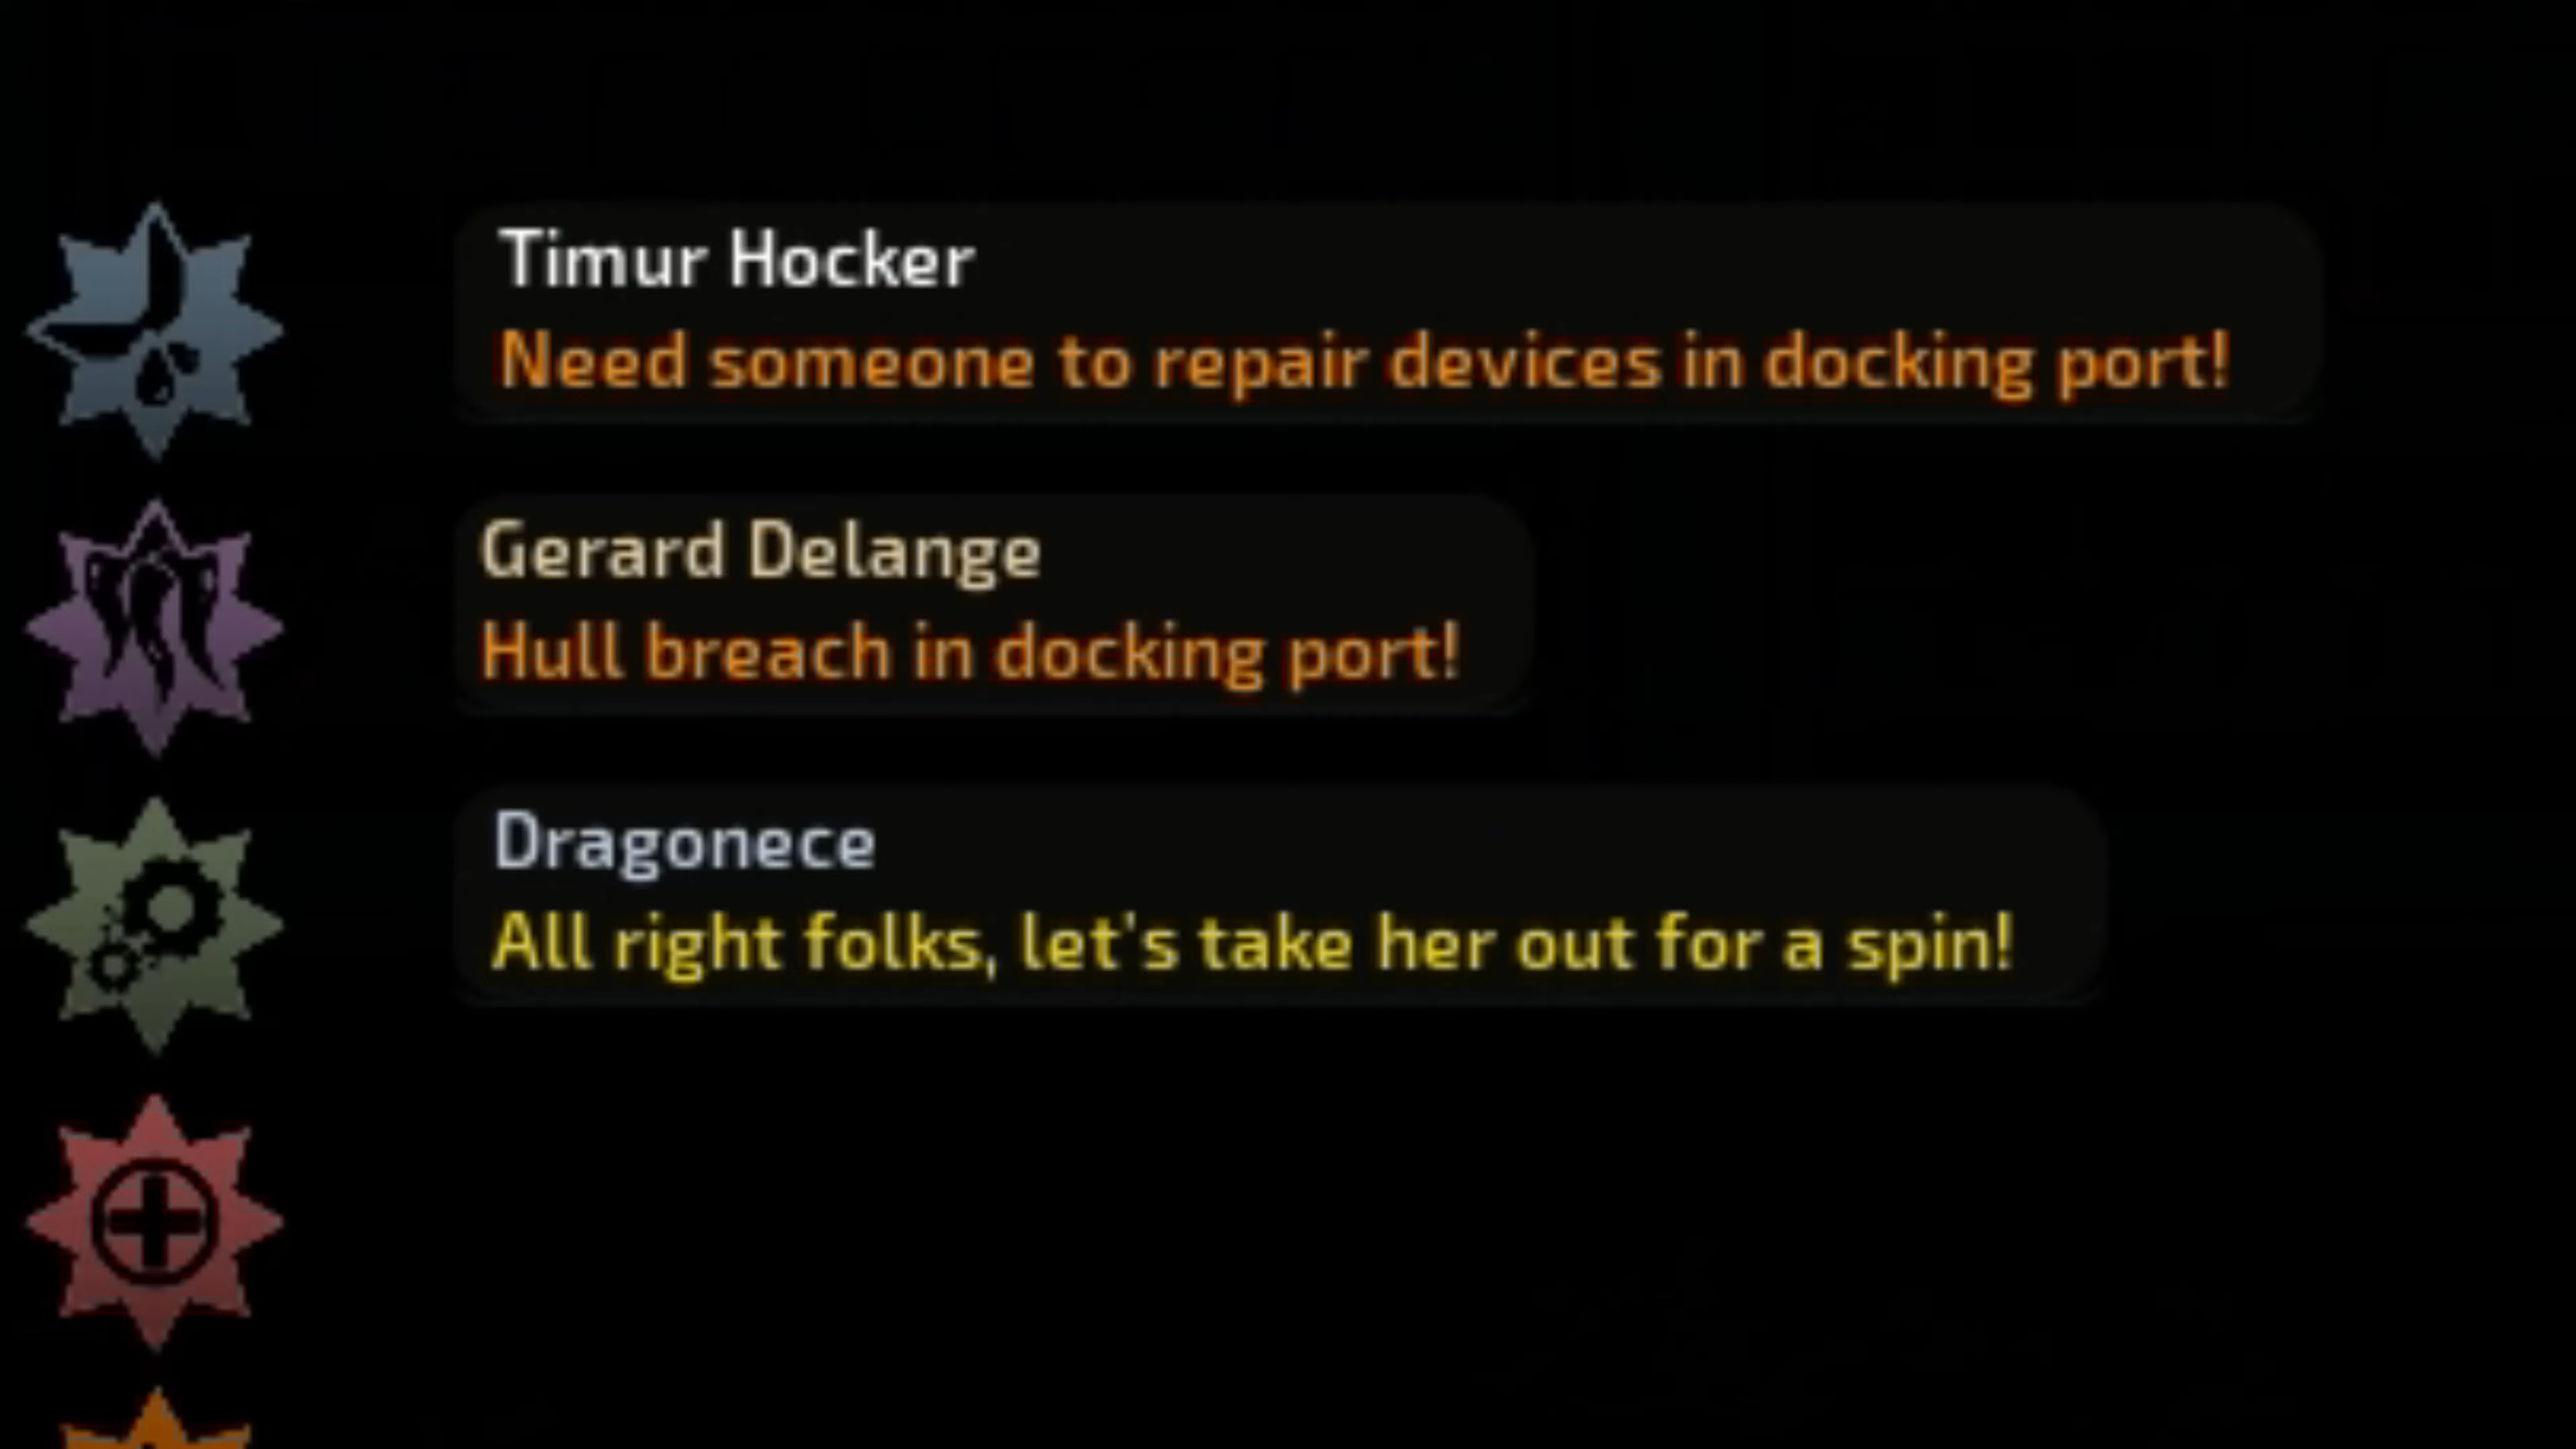 Timur Hocker
Need someone to repair devices in docking port!
Gerard Delange
Hull breach in docking port!
Dragonece
All right folks, let's take her out for a spin!